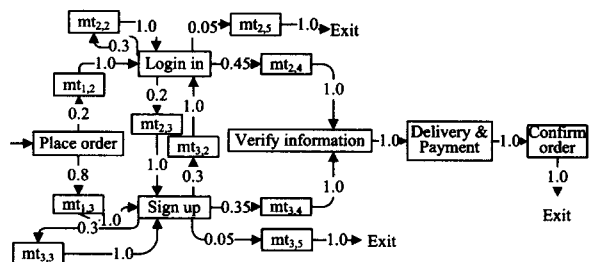 mt2,2
1.0
0.05
mt2,5
1.0
Exit
0.3
1.0
Login in
0.45
mt2,4
mt1,2
0.2
1.0
0.2
mt2,3
1.0
Place order
mt3,2
Verify information
1.0
Delivery & Payment
1.0
Confirm order
0.8
1.0
0.3
1.0
1.0
Exit
mt1,3
1.0
Sign up
0.35
mt3,4
0.3
mt3,3
1.0
0.05
mt3,5
1.0
Exit